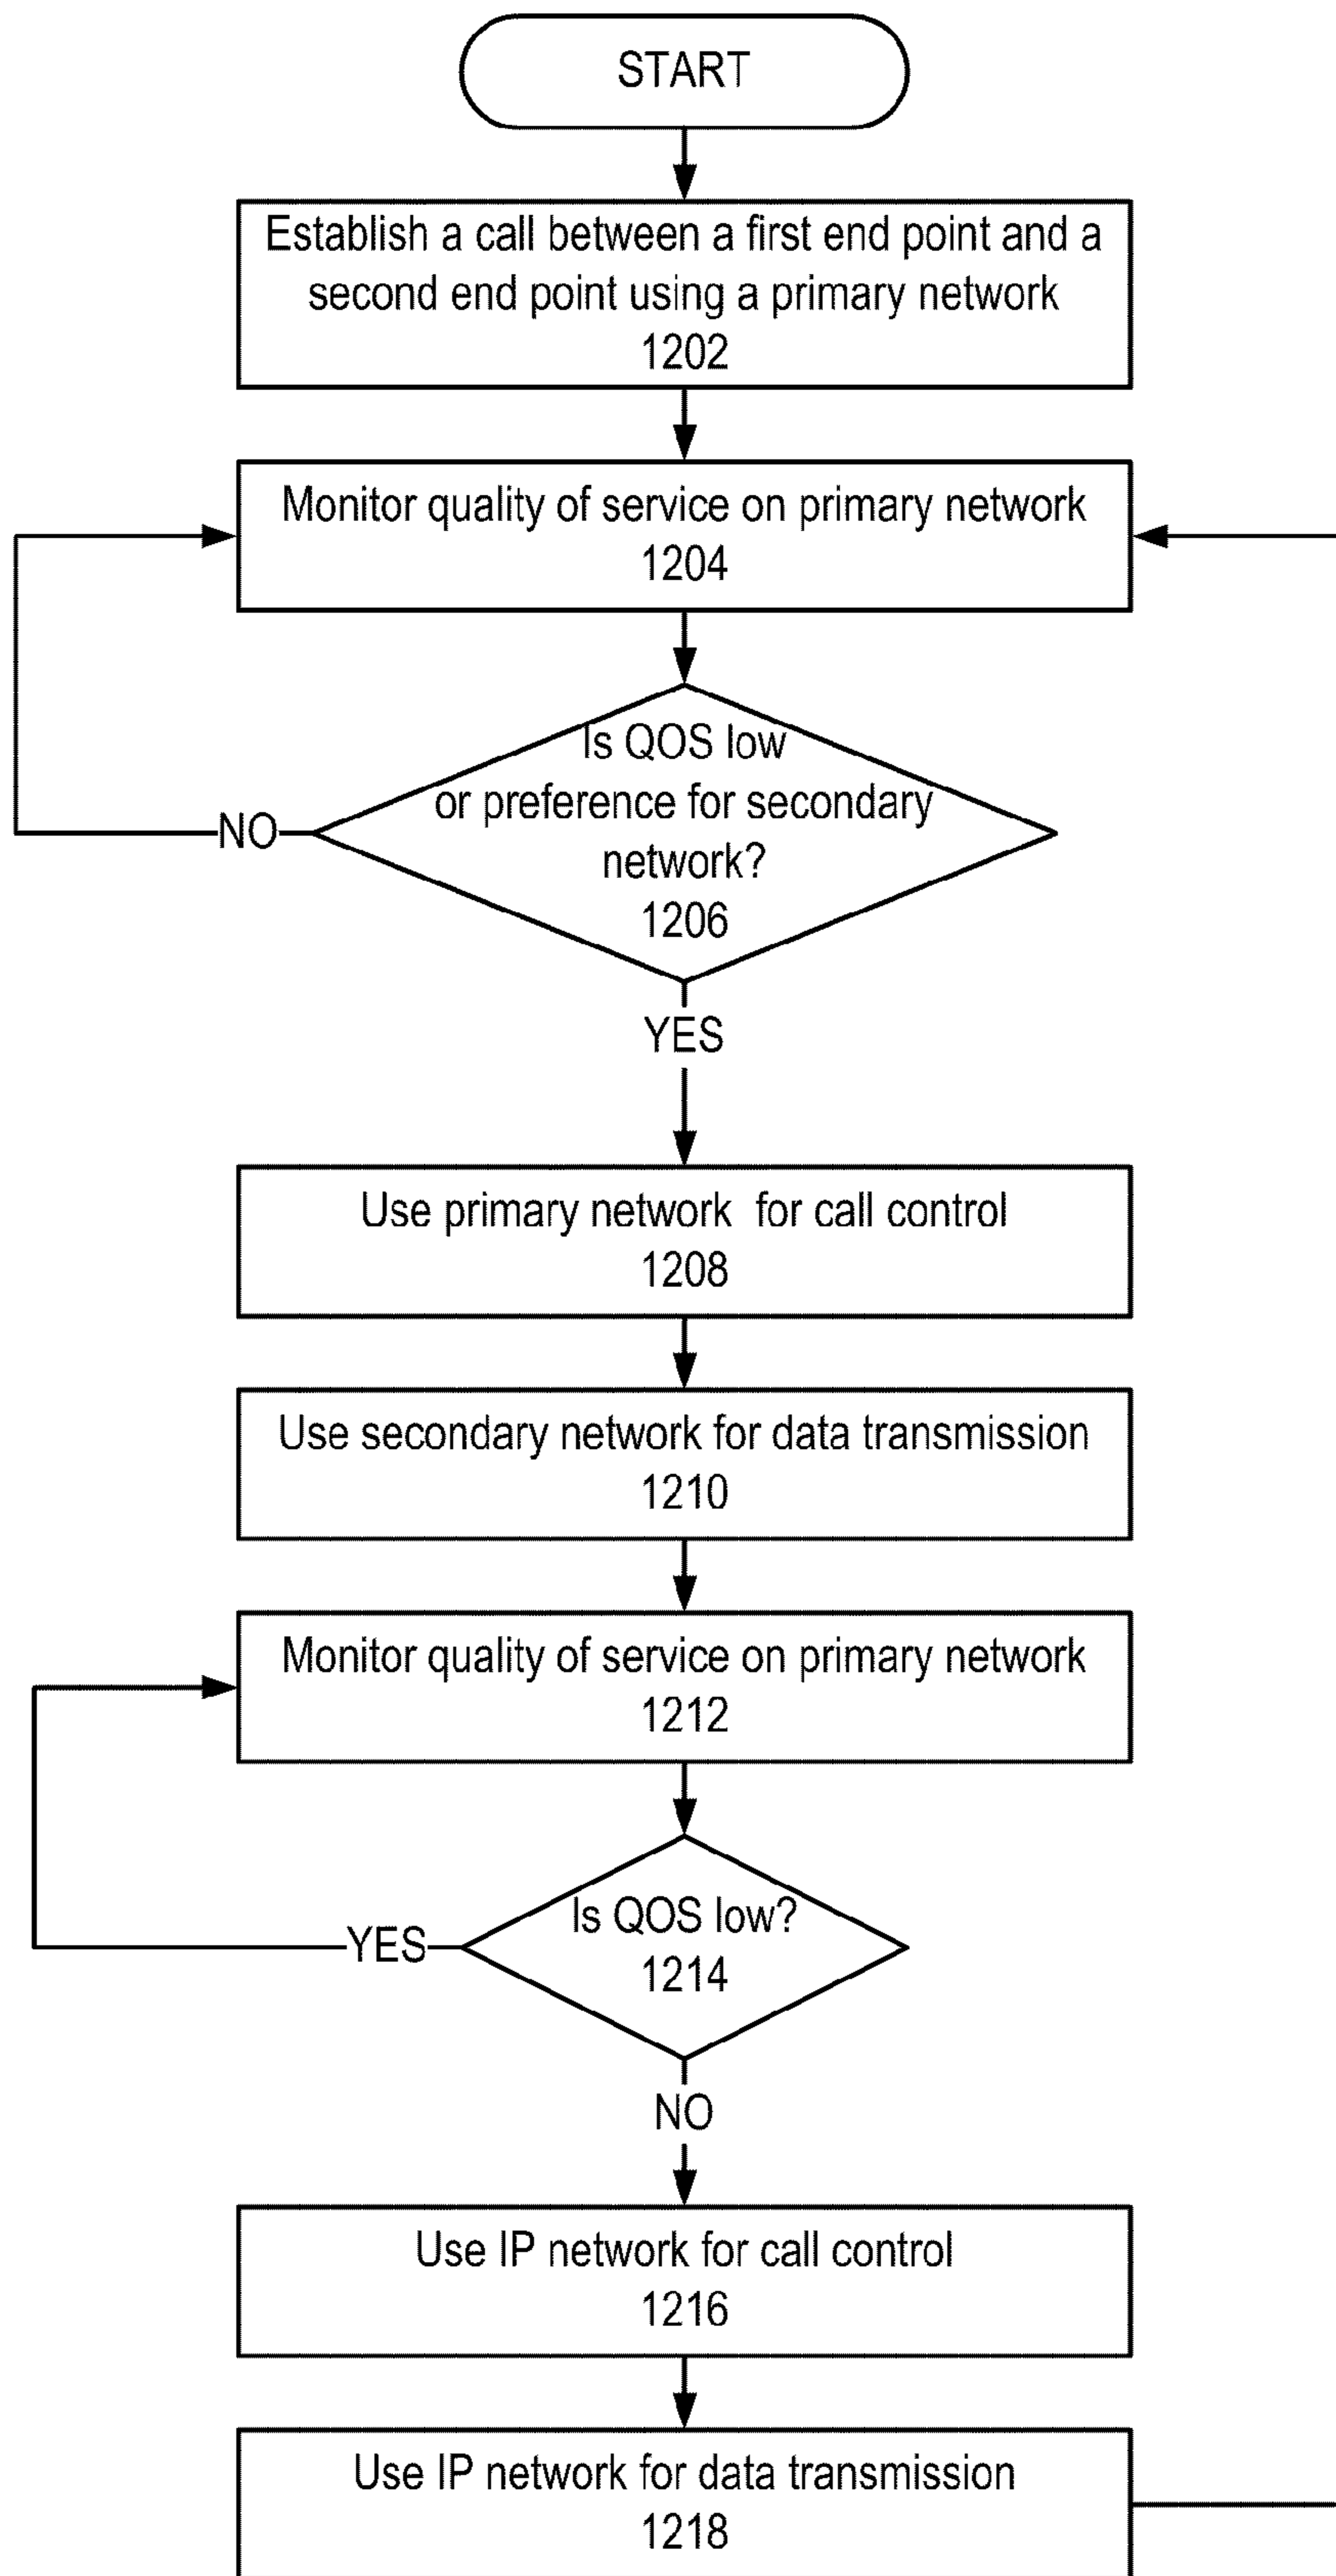 START
Establish a call between a first end point and a
second end point using a primary network
1202
Monitor quality of service on primary network
1204
Is QOS low
or preference for secondary
network?
1206
NO
YES
Use primary network for call control
1208
Use secondary network for data transmission
1210
Monitor quality of service on primary network
1212
Is QOS low?
1214
YES
NO
Use IP network for call control
1216
Use IP network for data transmission
1218